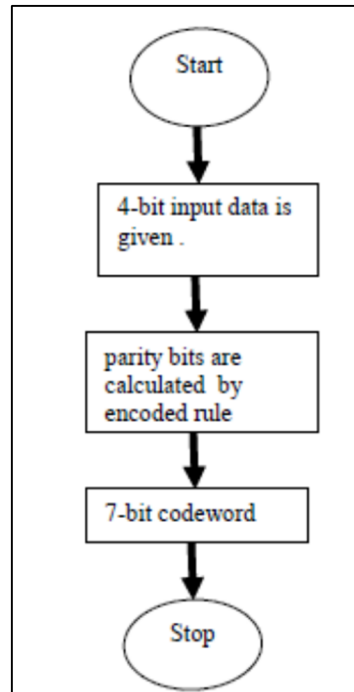 Start
4-bit input data is
given .
parity bits are
calculated by
encoded rule
7-bit codeword
Stop